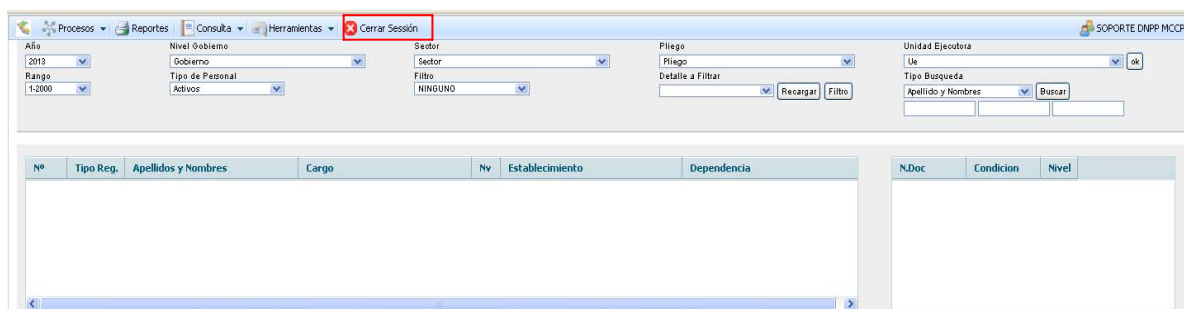 Procesos Reportes Consulta Herramientas Cerrar Sessión SOPORTE DNPP MCCP
Año Nivel Gobierno Sector Pliego Unidad Ejecutora
2013 Gobierno Sector Pliego Ue ok
Rango Tipo de Personal Filtro Detalle a Filtrar Tipo Busqueda
1-2000 Activos NINGUNO Recargar Filtro Apellido y Nombres Buscar
Nº Tipo Reg. Apellidos y Nombres Cargo Nv Establecimiento Dependencia N.Doc Condicion Nivel